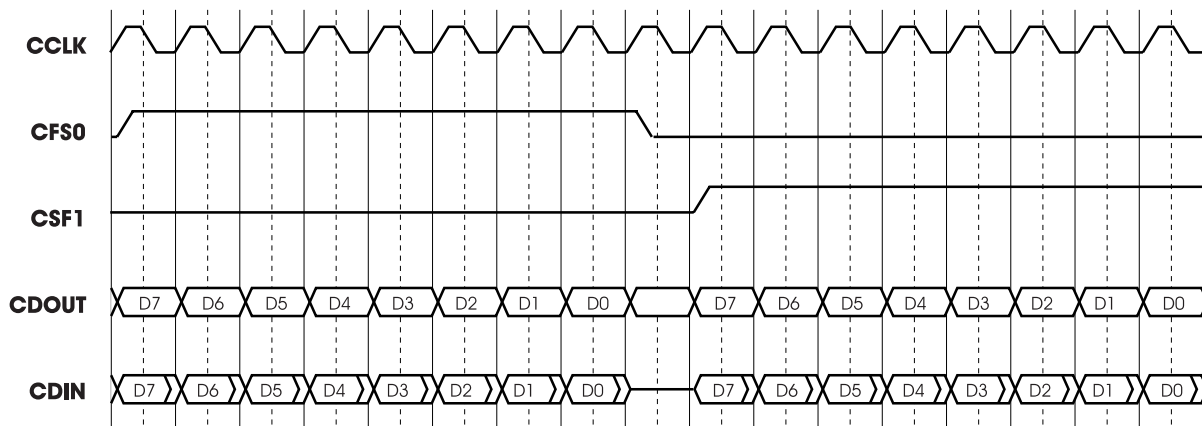 CCLK
CFS0
CSF1
CDOUT D7 D6 D5 D4 D3 D2 D1 D0 D7 D6 D5 D4 D3 D2 D1 D0
CDIN D7 D6 D5 D4 D3 D2 D1 D0 D7 D6 D5 D4 D3 D2 D1 D0